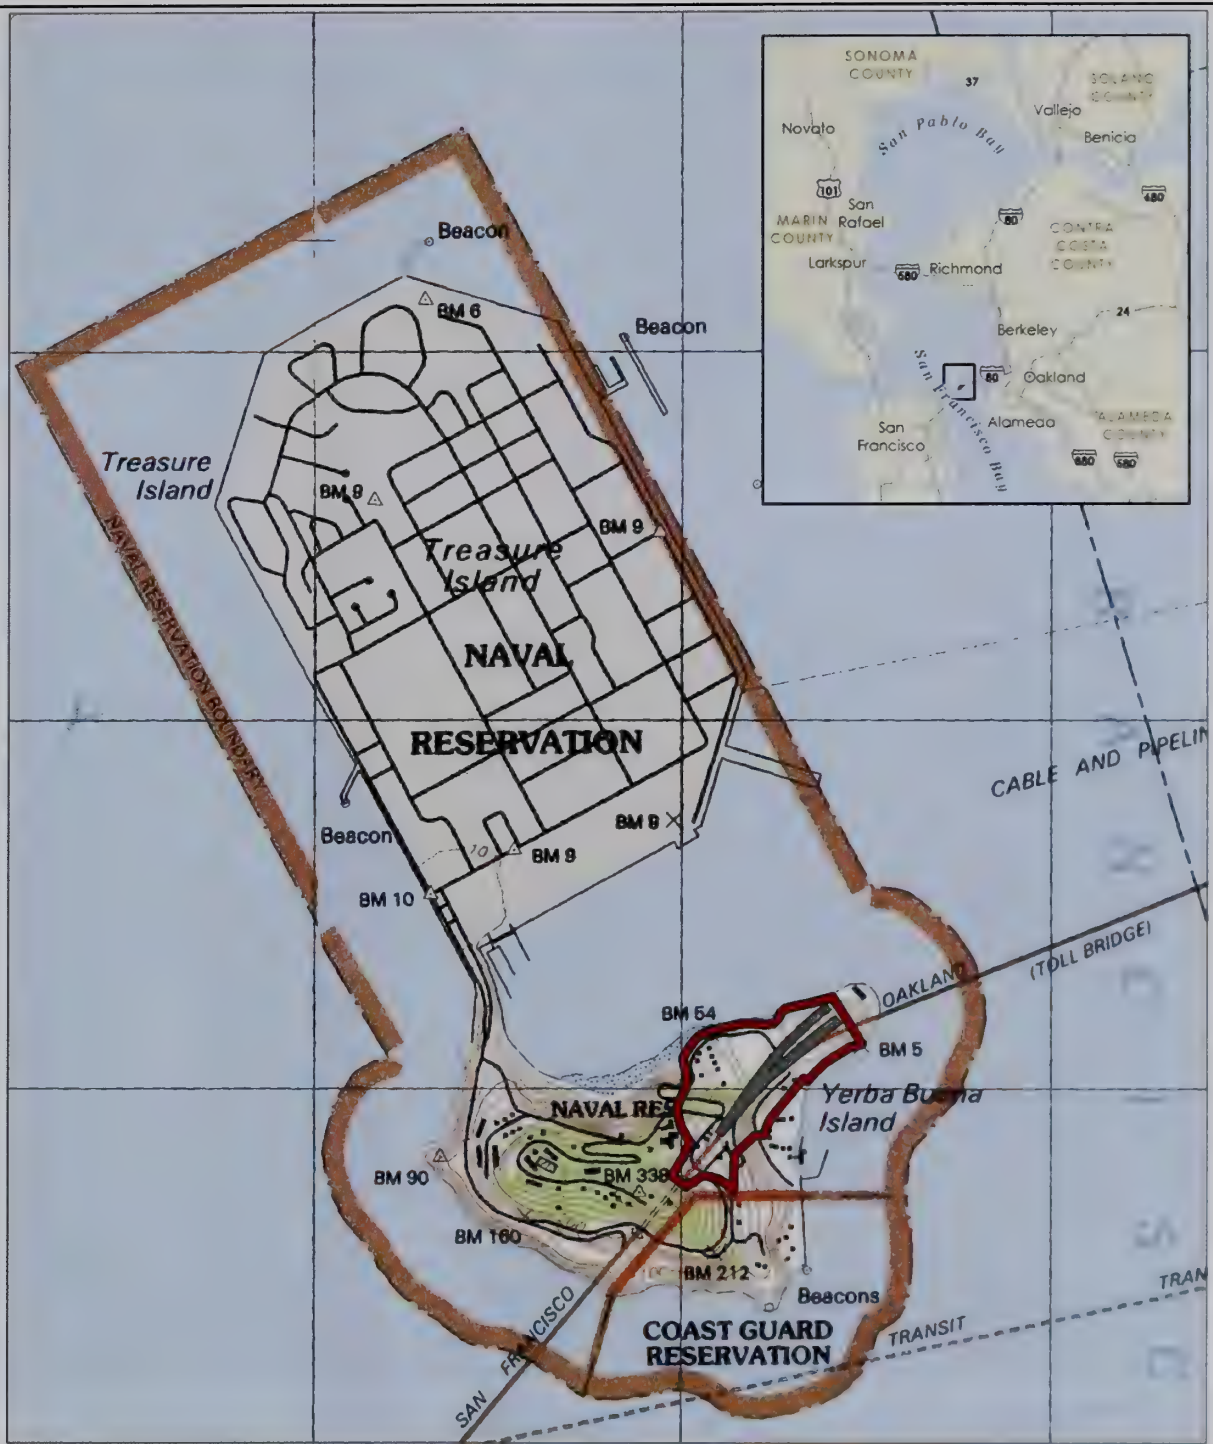 SONOMA
COUNTY
37
SOLANO
COUNTY
Vallejo
Novato
San Pablo Bay
Benicia
101
San
Rafael
80
680
MARIN
COUNTY
CONTRA
COSTA
COUNTY
Larkspur
580
Richmond
24
Berkeley
San Francisco Bay
80
Oakland
Alameda
ALAMEDA
COUNTY
San
Francisco
880
580
Beacon
BM 6
Beacon
Treasure
Island
BM 9
BM 9
Treasure
Island
NAVAL RESERVATION BOUNDARY
NAVAL
RESERVATION
CABLE AND PIPELIN
BM 9
Beacon
10
BM 9
BM 10
OAKLAND
(TOLL BRIDGE)
BM 54
BM 5
Yerba Buena
Island
NAVAL RES
BM 90
BM 338
BM 160
BM 212
Beacons
SAN FRANCISCO
COAST GUARD
RESERVATION
TRANSIT
TRAN